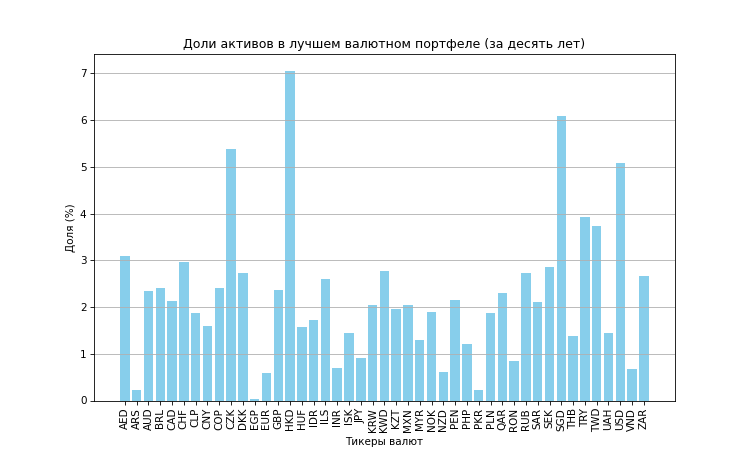 Доли активов в лучшем валютном портфеле (за десять лет)
Доля (%)
7
6
5
4
3
2
1
0
AED ARS AUD BRL CAD CHF CLP CNY COP CZK DKK EGP EUR GBP HKD HUF IDR ILS INR ISK JPY KRW KWD KZT MXN MYR NOK NZD PEN PHP PKR PLN QAR RON RUB SAR SEK SGD THB TRY TWD UAH USD VND ZAR
Тикеры валют